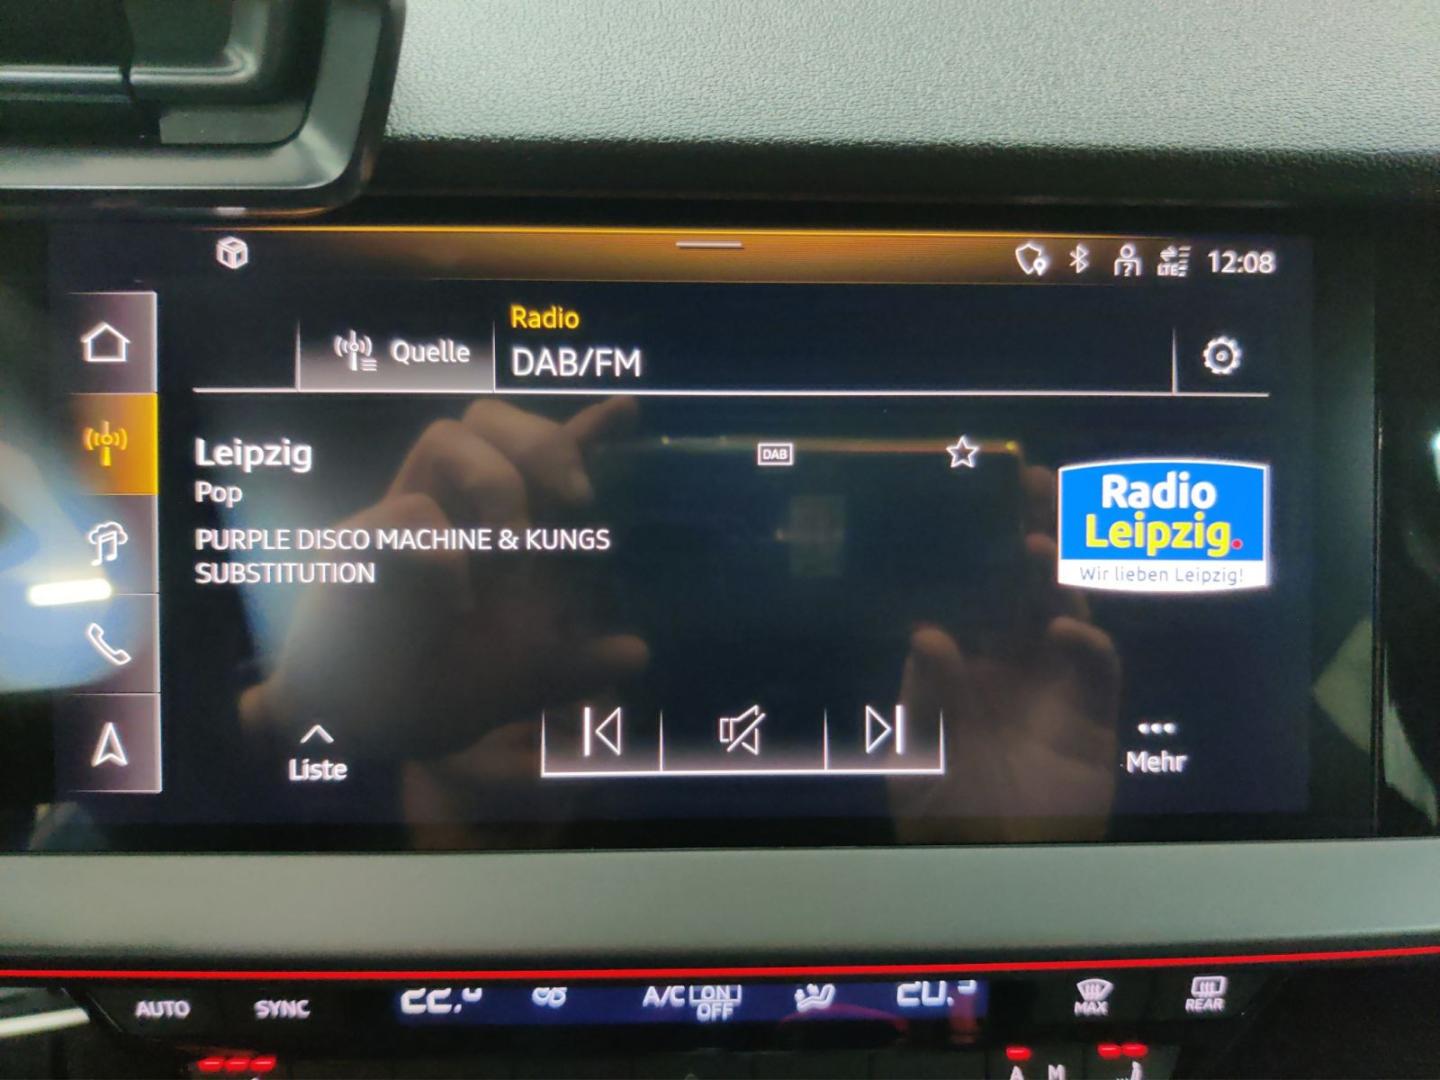 LTE 12:08
Radio
Quelle
DAB/FM
Leipzig
DAB
Pop
Radio
Leipzig.
Wir lieben Leipzig!
PURPLE DISCO MACHINE & KUNGS
SUBSTITUTION
Liste
Mehr
AUTO SYNC A/C ON OFF MAX REAR
A M